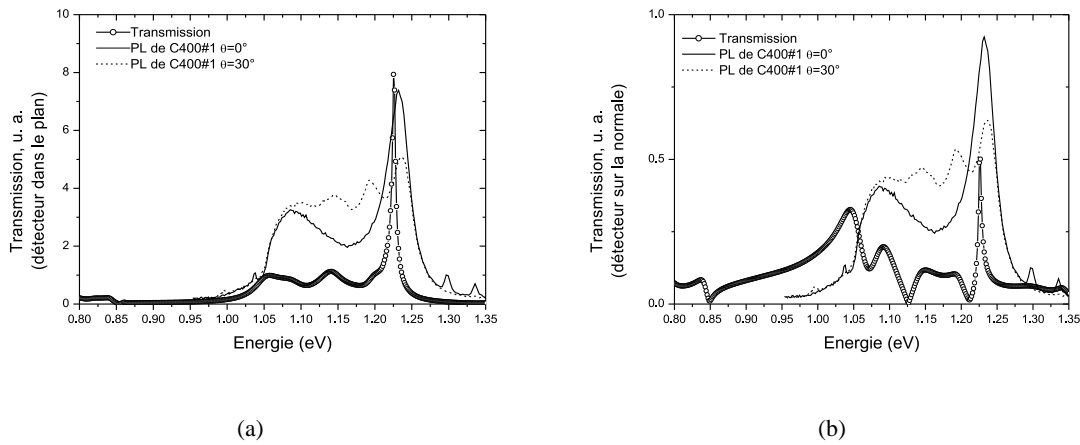 10
8
6
4
2
0
Transmission, u. a.
(détecteur dans le plan)
Transmission
PL de C400#1 θ=0°
PL de C400#1 θ=30°
0.80 0.85 0.90 0.95 1.00 1.05 1.10 1.15 1.20 1.25 1.30 1.35
Energie (eV)
(a)
1.0
0.5
0.0
Transmission, u. a.
(détecteur sur la normale)
Transmission
PL de C400#1 θ=0°
PL de C400#1 θ=30°
0.80 0.85 0.90 0.95 1.00 1.05 1.10 1.15 1.20 1.25 1.30 1.35
Energie (eV)
(b)